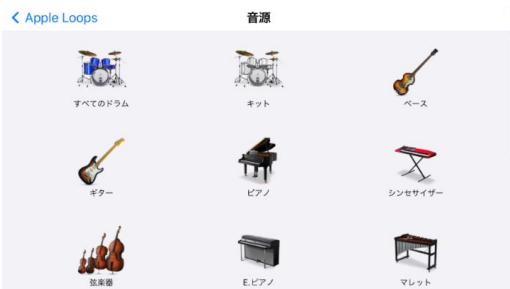 Apple Loops
音源
すべてのドラム
キット
ベース
ギター
ピアノ
シンセサイザー
弦楽器
E.ピアノ
マレット